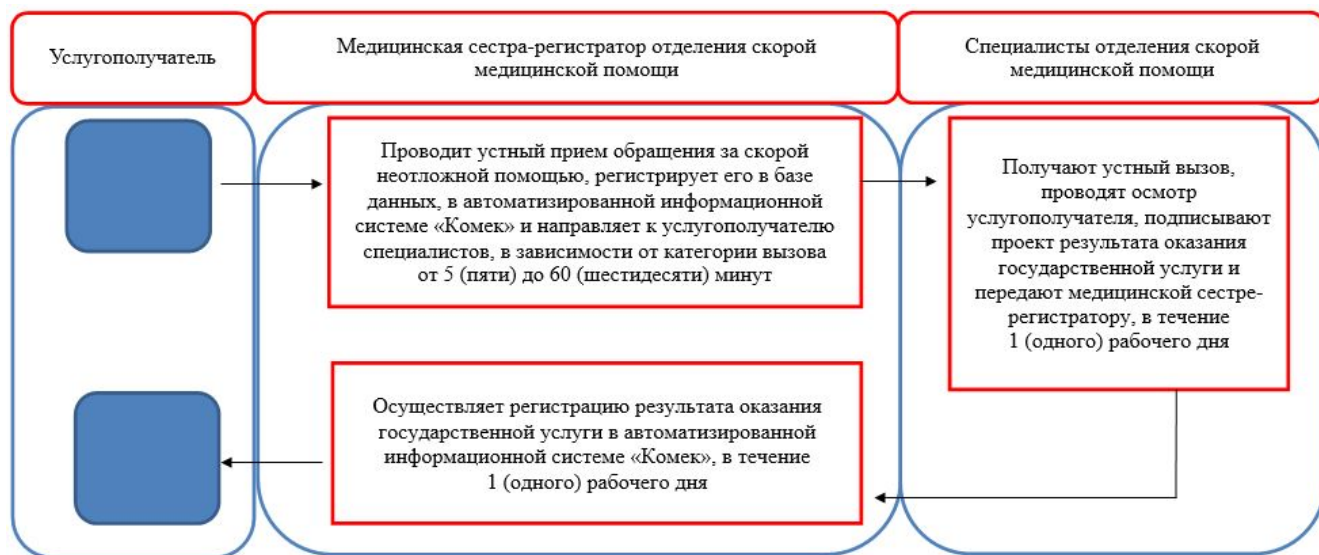 Услугополучатель
Медицинская сестра-регистратор отделения скорой
медицинской помощи
Специалисты отделения скорой
медицинской помощи
Проводит устный прием обращения за скорой
неотложной помощью, регистрирует его в базе
данных, в автоматизированной информационной
системе «Комек» и направляет к услугополучателю
специалистов, в зависимости от категории вызова
от 5 (пяти) до 60 (шестидесяти) минут
Получают устный вызов,
проводят осмотр
услугополучателя, подписывают
проект результата оказания
государственной услуги и
передают медицинской сестре-
регистратору, в течение
1 (одного) рабочего дня
Осуществляет регистрацию результата оказания
государственной услуги в автоматизированной
информационной системе «Комек», в течение
1 (одного) рабочего дня